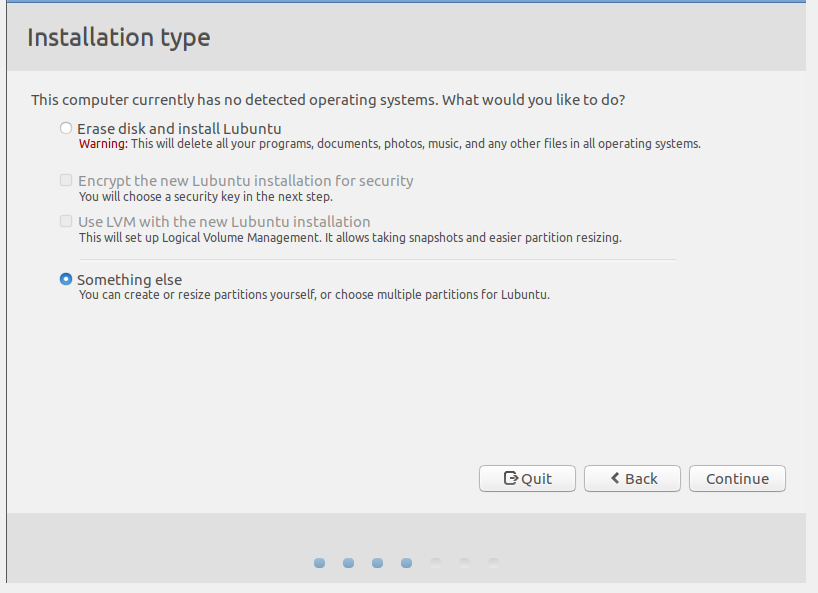 Installation type
This computer currently has no detected operating systems. What would you like to do?
Erase disk and install Lubuntu
Warning: This will delete all your programs, documents, photos, music, and any other files in all operating systems.
Encrypt the new Lubuntu installation for security
You will choose a security key in the next step.
Use LVM with the new Lubuntu installation
This will set up Logical Volume Management. It allows taking snapshots and easier partition resizing.
Something else
You can create or resize partitions yourself, or choose multiple partitions for Lubuntu.
Quit Back Continue